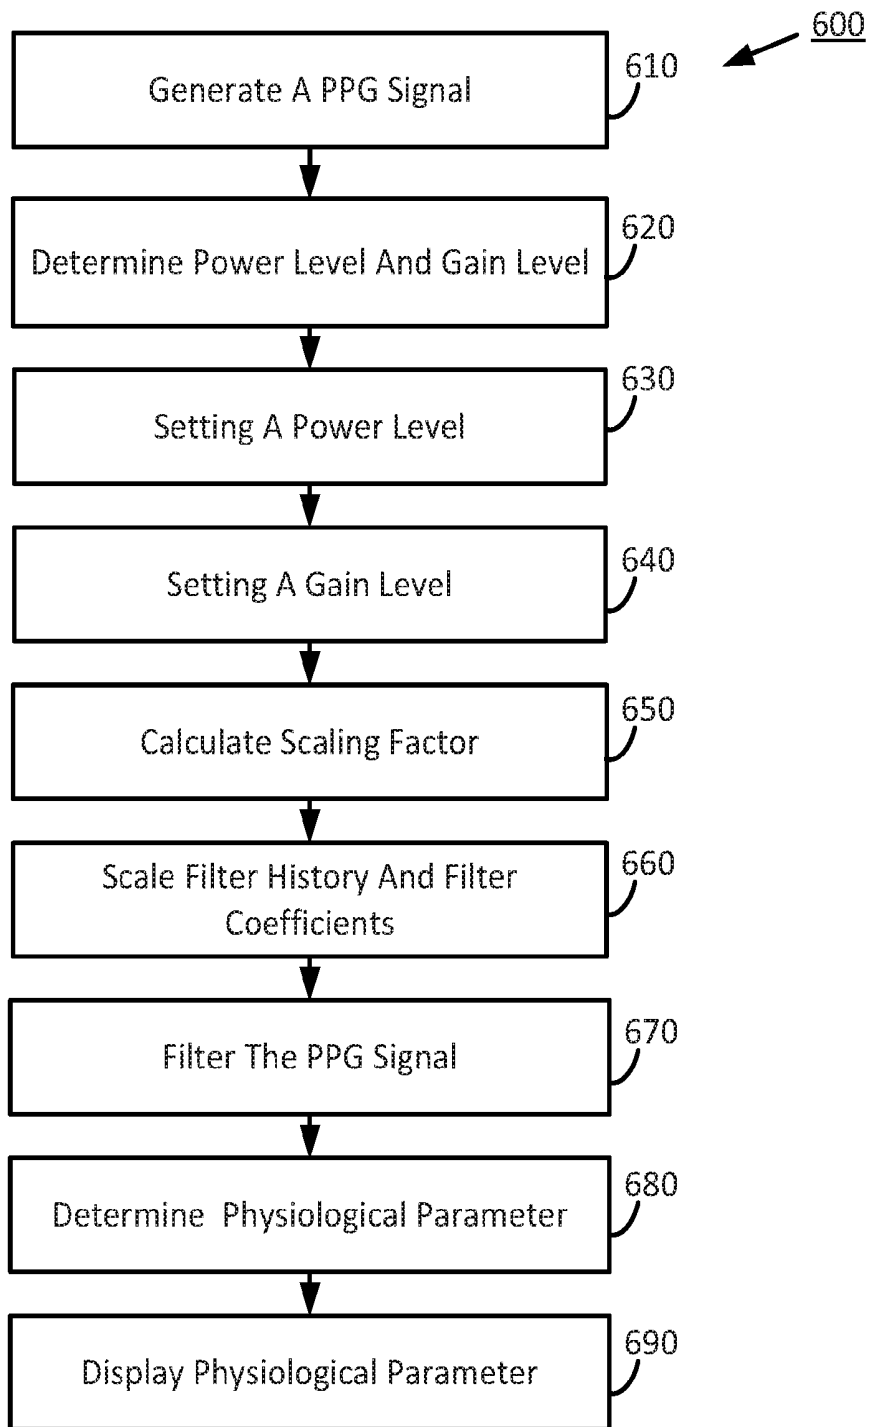 600
Generate A PPG Signal
610
Determine Power Level And Gain Level
620
Setting A Power Level
630
Setting A Gain Level
640
Calculate Scaling Factor
650
Scale Filter History And Filter
Coefficients
660
Filter The PPG Signal
670
Determine  Physiological Parameter
680
Display Physiological Parameter
690